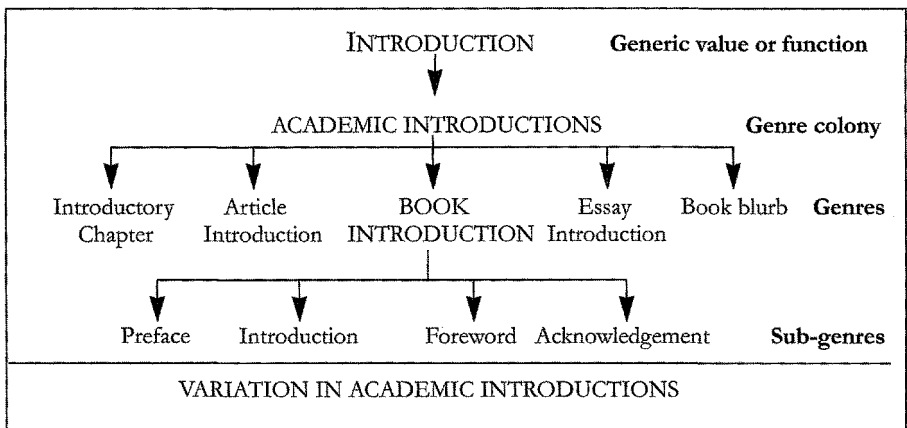 INTRODUCTION Generic value or function
ACADEMIC INTRODUCTIONS Genre colony
Introductory Article BOOK Essay Book blurb Genres
Chapter Introduction INTRODUCTION Introduction
Preface Introduction Foreword Acknowledgement Sub-genres
VARIATION IN ACADEMIC INTRODUCTIONS